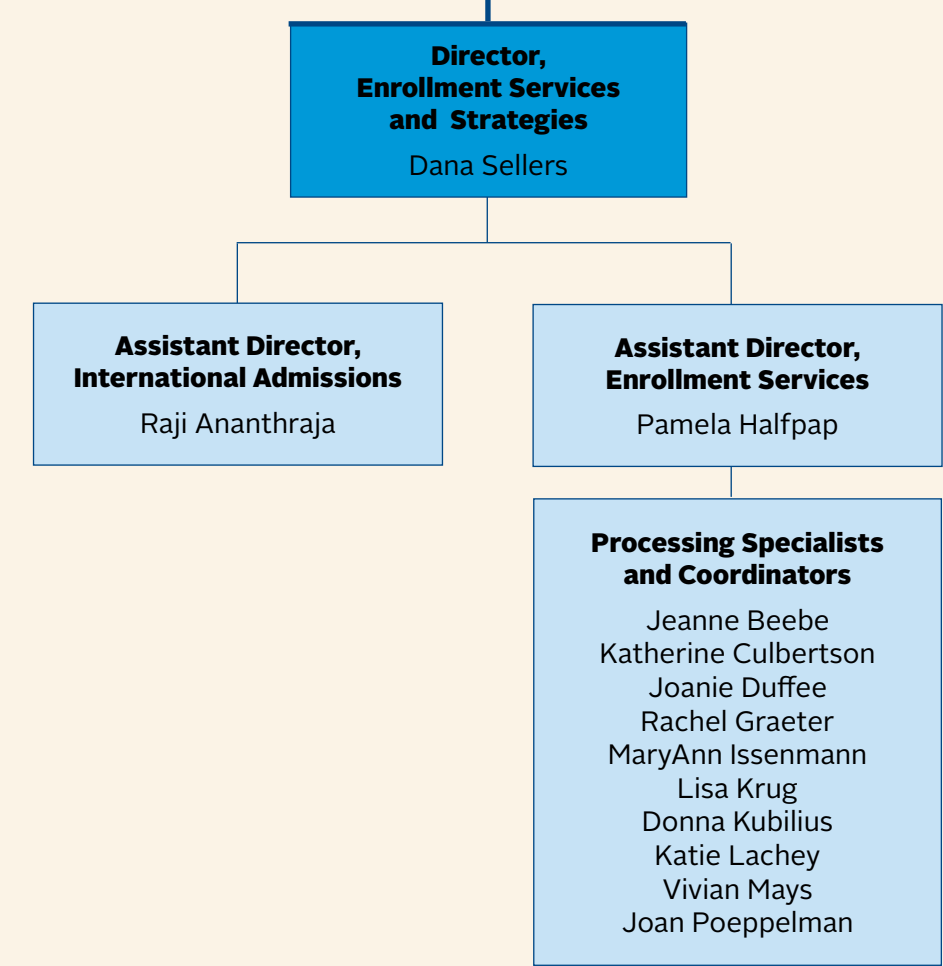 Director,
Enrollment Services
and Strategies
Dana Sellers
Assistant Director,
International Admissions
Raji Ananthraja
Assistant Director,
Enrollment Services
Pamela Halfpap
Processing Specialists
and Coordinators
Jeanne Beebe
Katherine Culbertson
Joanie Duffee
Rachel Graeter
MaryAnn Issenmann
Lisa Krug
Donna Kubilius
Katie Lachey
Vivian Mays
Joan Poeppelman